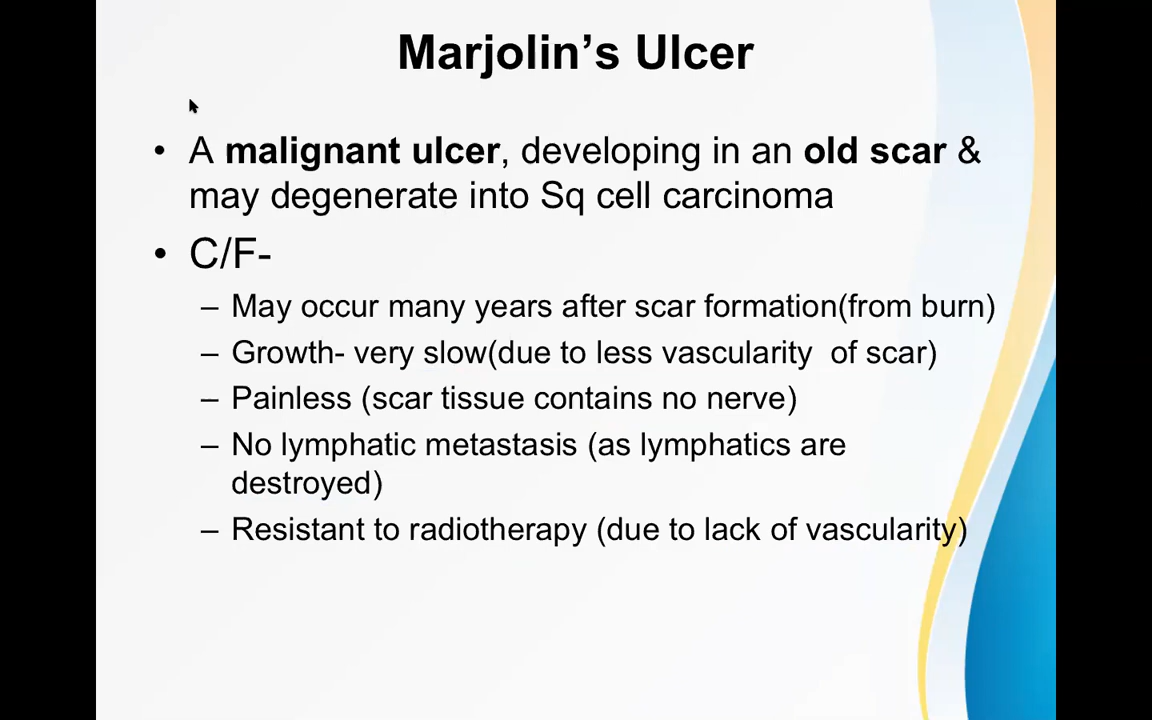 Marjolin's Ulcer
• A malignant ulcer, developing in an old scar &
may degenerate into Sq cell carcinoma
• C/F-
– May occur many years after scar formation(from burn)
– Growth- very slow(due to less vascularity of scar)
– Painless (scar tissue contains no nerve)
– No lymphatic metastasis (as lymphatics are
destroyed)
– Resistant to radiotherapy (due to lack of vascularity)